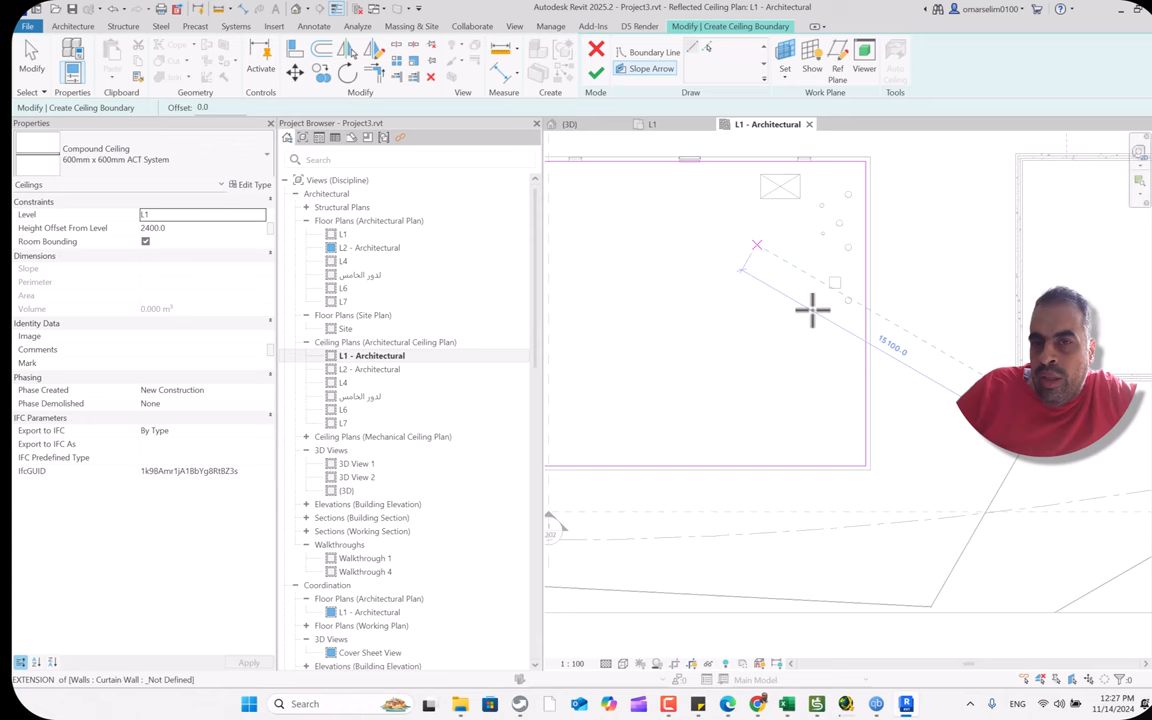 Autodesk Revit 2025.2 - Project3.rvt - Reflected Ceiling Plan: L1 - Architectural
omarselim0100
File Architecture Structure Steel Precast Systems Insert Annotate Analyze Massing & Site Collaborate View Manage Add-Ins D5 Render Modify | Create Ceiling Boundary
Modify
Paste
Cope
Cut
Join
Activate
Boundary Line
Slope Arrow
Set Show Ref Plane Viewer Auto Ceiling
Select Properties Clipboard Geometry Controls Modify View Measure Create Mode Draw Work Plane Tools
Modify | Create Ceiling Boundary Offset: 0.0
Properties
Compound Ceiling
600mm x 600mm ACT System
Ceilings Edit Type
Constraints
Level L1
Height Offset From Level 2400.0
Room Bounding
Dimensions
Slope
Perimeter
Area
Volume 0.000 m³
Identity Data
Image
Comments
Mark
Phasing
Phase Created New Construction
Phase Demolished None
IFC Parameters
Export to IFC By Type
Export to IFC As
IFC Predefined Type
IfcGUID 1k9BAmr1jA1BbYg8RtBZ3s
Apply
Project Browser - Project3.rvt
Search
Views (Discipline)
Architectural
Structural Plans
Floor Plans (Architectural Plan)
L1
L2 - Architectural
L4
لدور الخامس
L6
L7
Floor Plans (Site Plan)
Site
Ceiling Plans (Architectural Ceiling Plan)
L1 - Architectural
L2 - Architectural
L4
لدور الخامس
L6
L7
Ceiling Plans (Mechanical Ceiling Plan)
3D Views
3D View 1
3D View 2
{3D}
Elevations (Building Elevation)
Sections (Building Section)
Sections (Working Section)
Walkthroughs
Walkthrough 1
Walkthrough 4
Coordination
Floor Plans (Architectural Plan)
L1 - Architectural
Floor Plans (Working Plan)
3D Views
Cover Sheet View
Elevations (Building Elevation)
{3D} L1 L1 - Architectural
15100.0
1
202
1 : 100
:0
Main Model
:0
EXTENSION of [Walls : Curtain Wall : _Not Defined]
Search
ENG
12:27 PM
11/14/2024